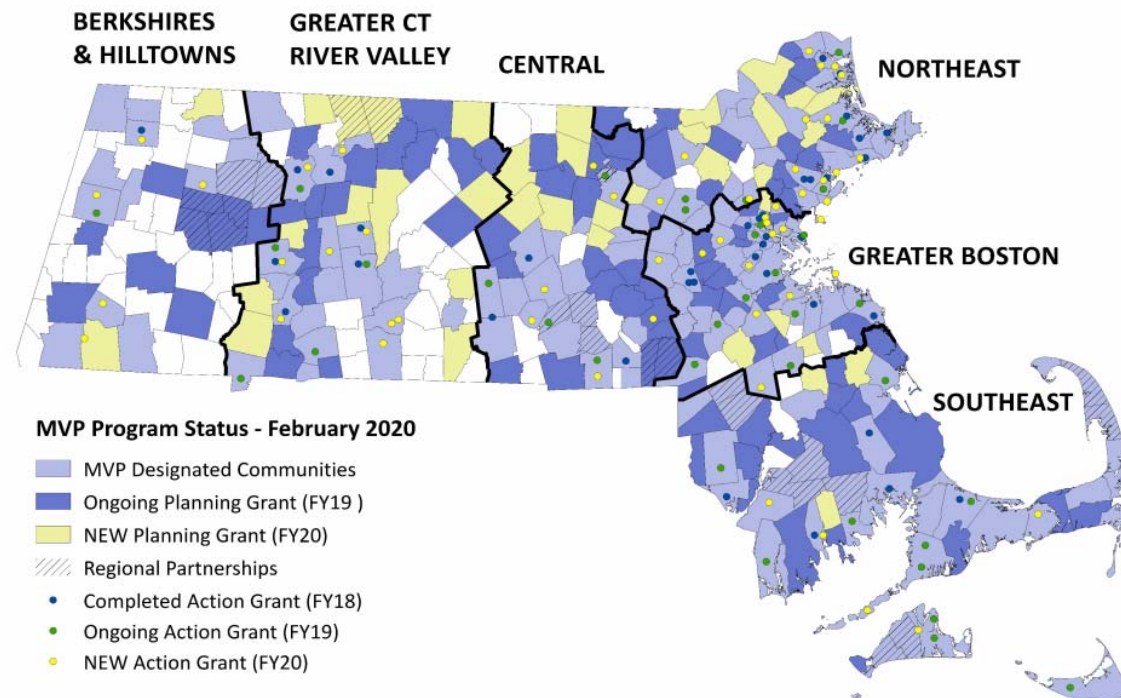 BERKSHIRES
& HILLTOWNS
GREATER CT
RIVER VALLEY
CENTRAL
NORTHEAST
GREATER BOSTON
SOUTHEAST
MVP Program Status - February 2020
MVP Designated Communities
Ongoing Planning Grant (FY19 )
NEW Planning Grant (FY20)
Regional Partnerships
Completed Action Grant (FY18)
Ongoing Action Grant (FY19)
NEW Action Grant (FY20)